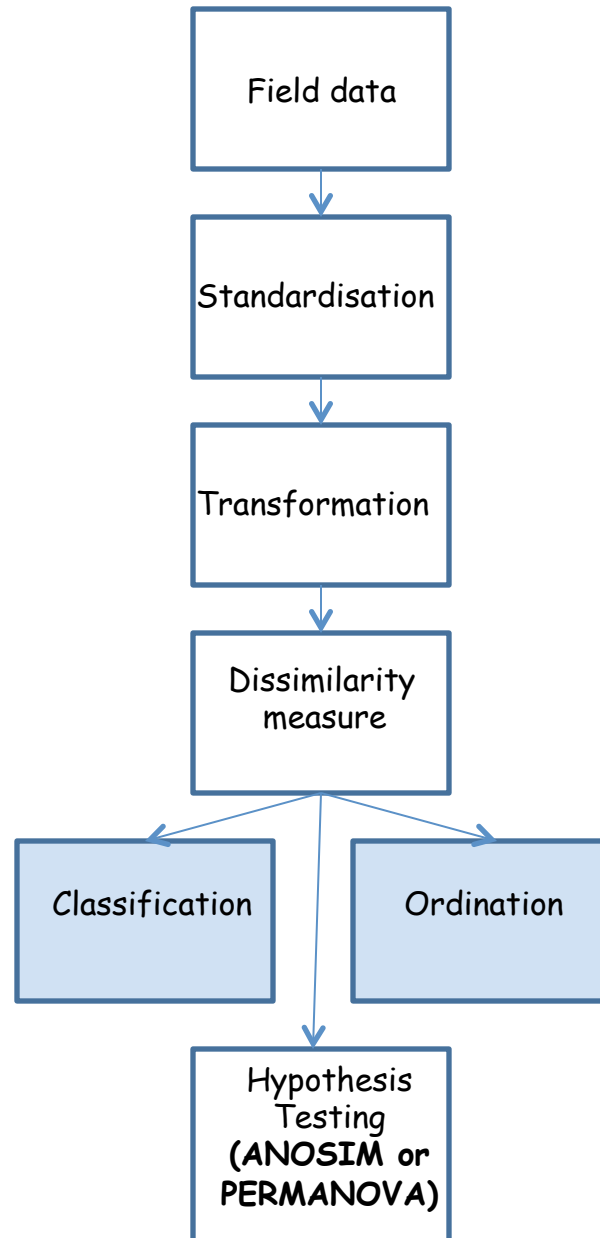 Field data
Standardisation
Transformation
Dissimilarity
measure
Classification
Ordination
Hypothesis
Testing
(ANOSIM or
PERMANOVA)